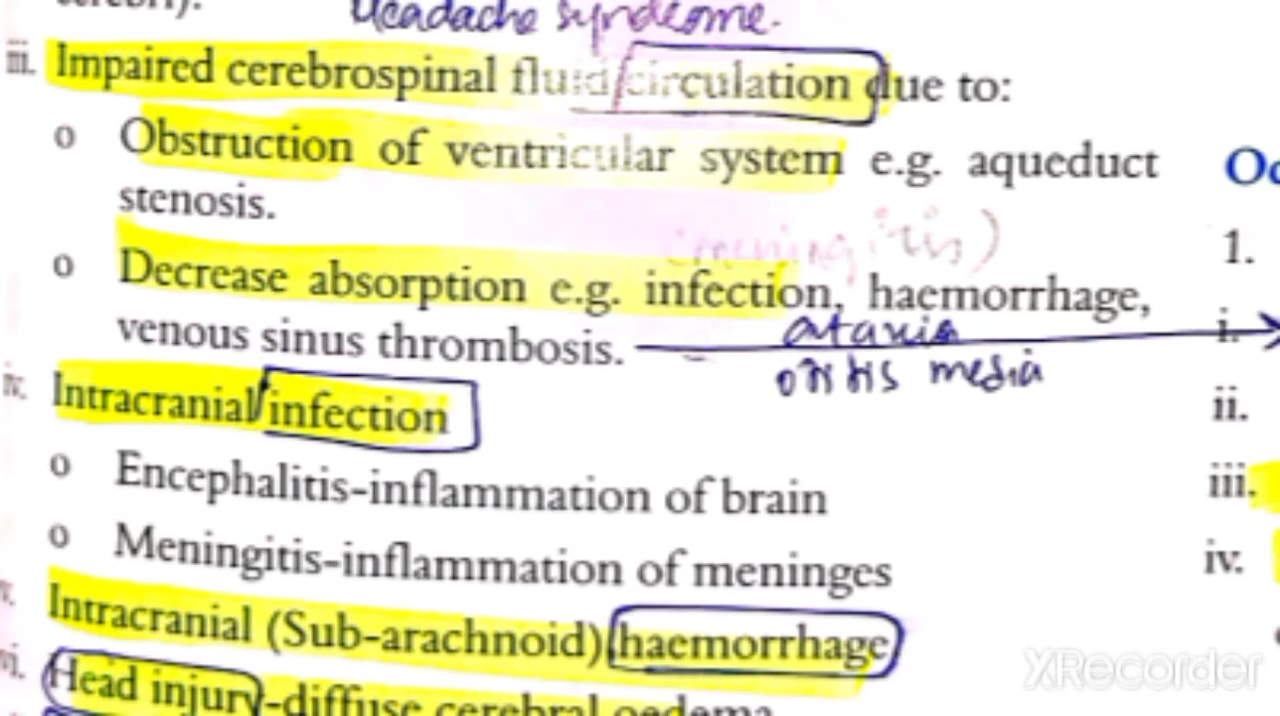 Headache syndrome.
iii. Impaired cerebrospinal fluid circulation due to:
o Obstruction of ventricular system e.g. aqueduct
stenosis.
(meningitis)
o Decrease absorption e.g. infection, haemorrhage,
venous sinus thrombosis.
ataxia
otitis media
iv. Intracranial infection
o Encephalitis-inflammation of brain
o Meningitis-inflammation of meninges
Intracranial (Sub-arachnoid) haemorrhage
vi. Head injury-diffuse cerebral oedema
1.
i.
ii.
iii.
iv.
XRecorder